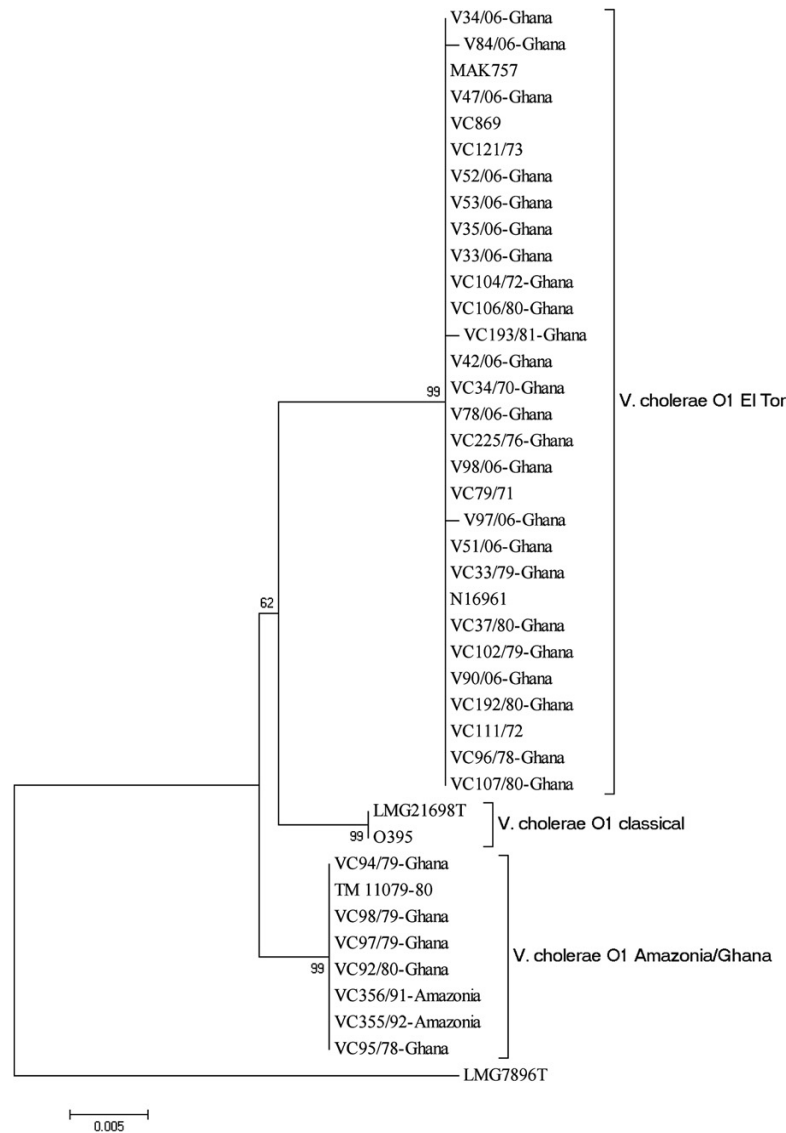 V34/06-Ghana
V84/06-Ghana
MAK757
V47/06-Ghana
VC869
VC121/73
V52/06-Ghana
V53/06-Ghana
V35/06-Ghana
V33/06-Ghana
VC104/72-Ghana
VC106/80-Ghana
VC193/81-Ghana
V42/06-Ghana
VC34/70-Ghana
99
V. cholerae O1 El Tor
V78/06-Ghana
VC225/76-Ghana
V98/06-Ghana
VC79/71
V97/06-Ghana
V51/06-Ghana
VC33/79-Ghana
N16961
62
VC37/80-Ghana
VC102/79-Ghana
V90/06-Ghana
VC192/80-Ghana
VC111/72
VC96/78-Ghana
VC107/80-Ghana
LMG21698T
V. cholerae O1 classical
99
O395
VC94/79-Ghana
TM 11079-80
VC98/79-Ghana
VC97/79-Ghana
V. cholerae O1 Amazonia/Ghana
99
VC92/80-Ghana
VC356/91-Amazonia
VC355/92-Amazonia
VC95/78-Ghana
LMG7896T
0.005